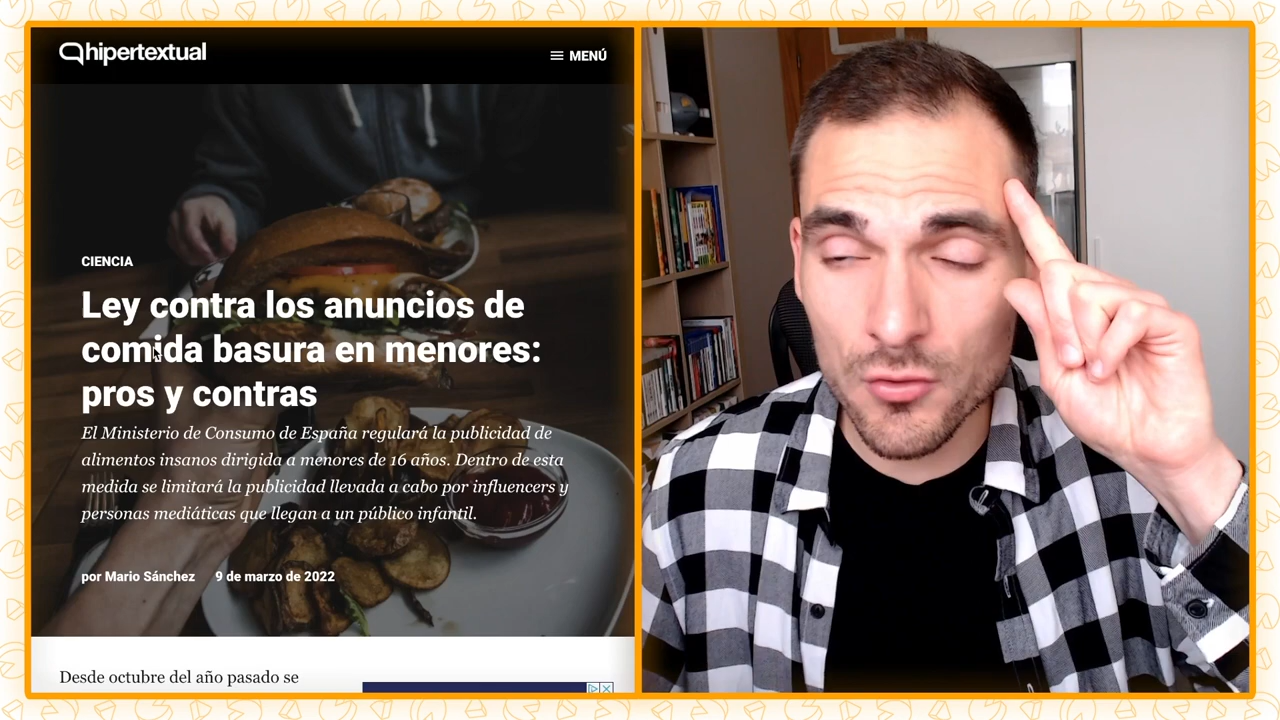 hipertextual
MENÚ
CIENCIA
Ley contra los anuncios de
comida basura en menores:
pros y contras
El Ministerio de Consumo de España regulará la publicidad de
alimentos insanos dirigida a menores de 16 años. Dentro de esta
medida se limitará la publicidad llevada a cabo por influencers y
personas mediáticas que llegan a un público infantil.
por Mario Sánchez 9 de marzo de 2022
Desde octubre del año pasado se